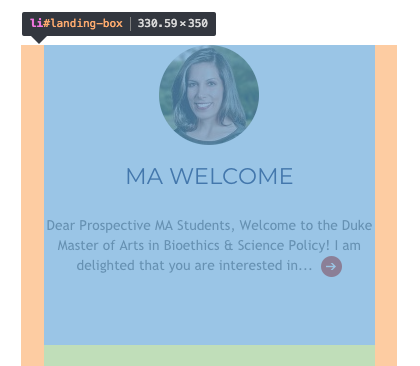 li#landing-box | 330.59 × 350
MA WELCOME
Dear Prospective MA Students, Welcome to the Duke
Master of Arts in Bioethics & Science Policy! I am
delighted that you are interested in...